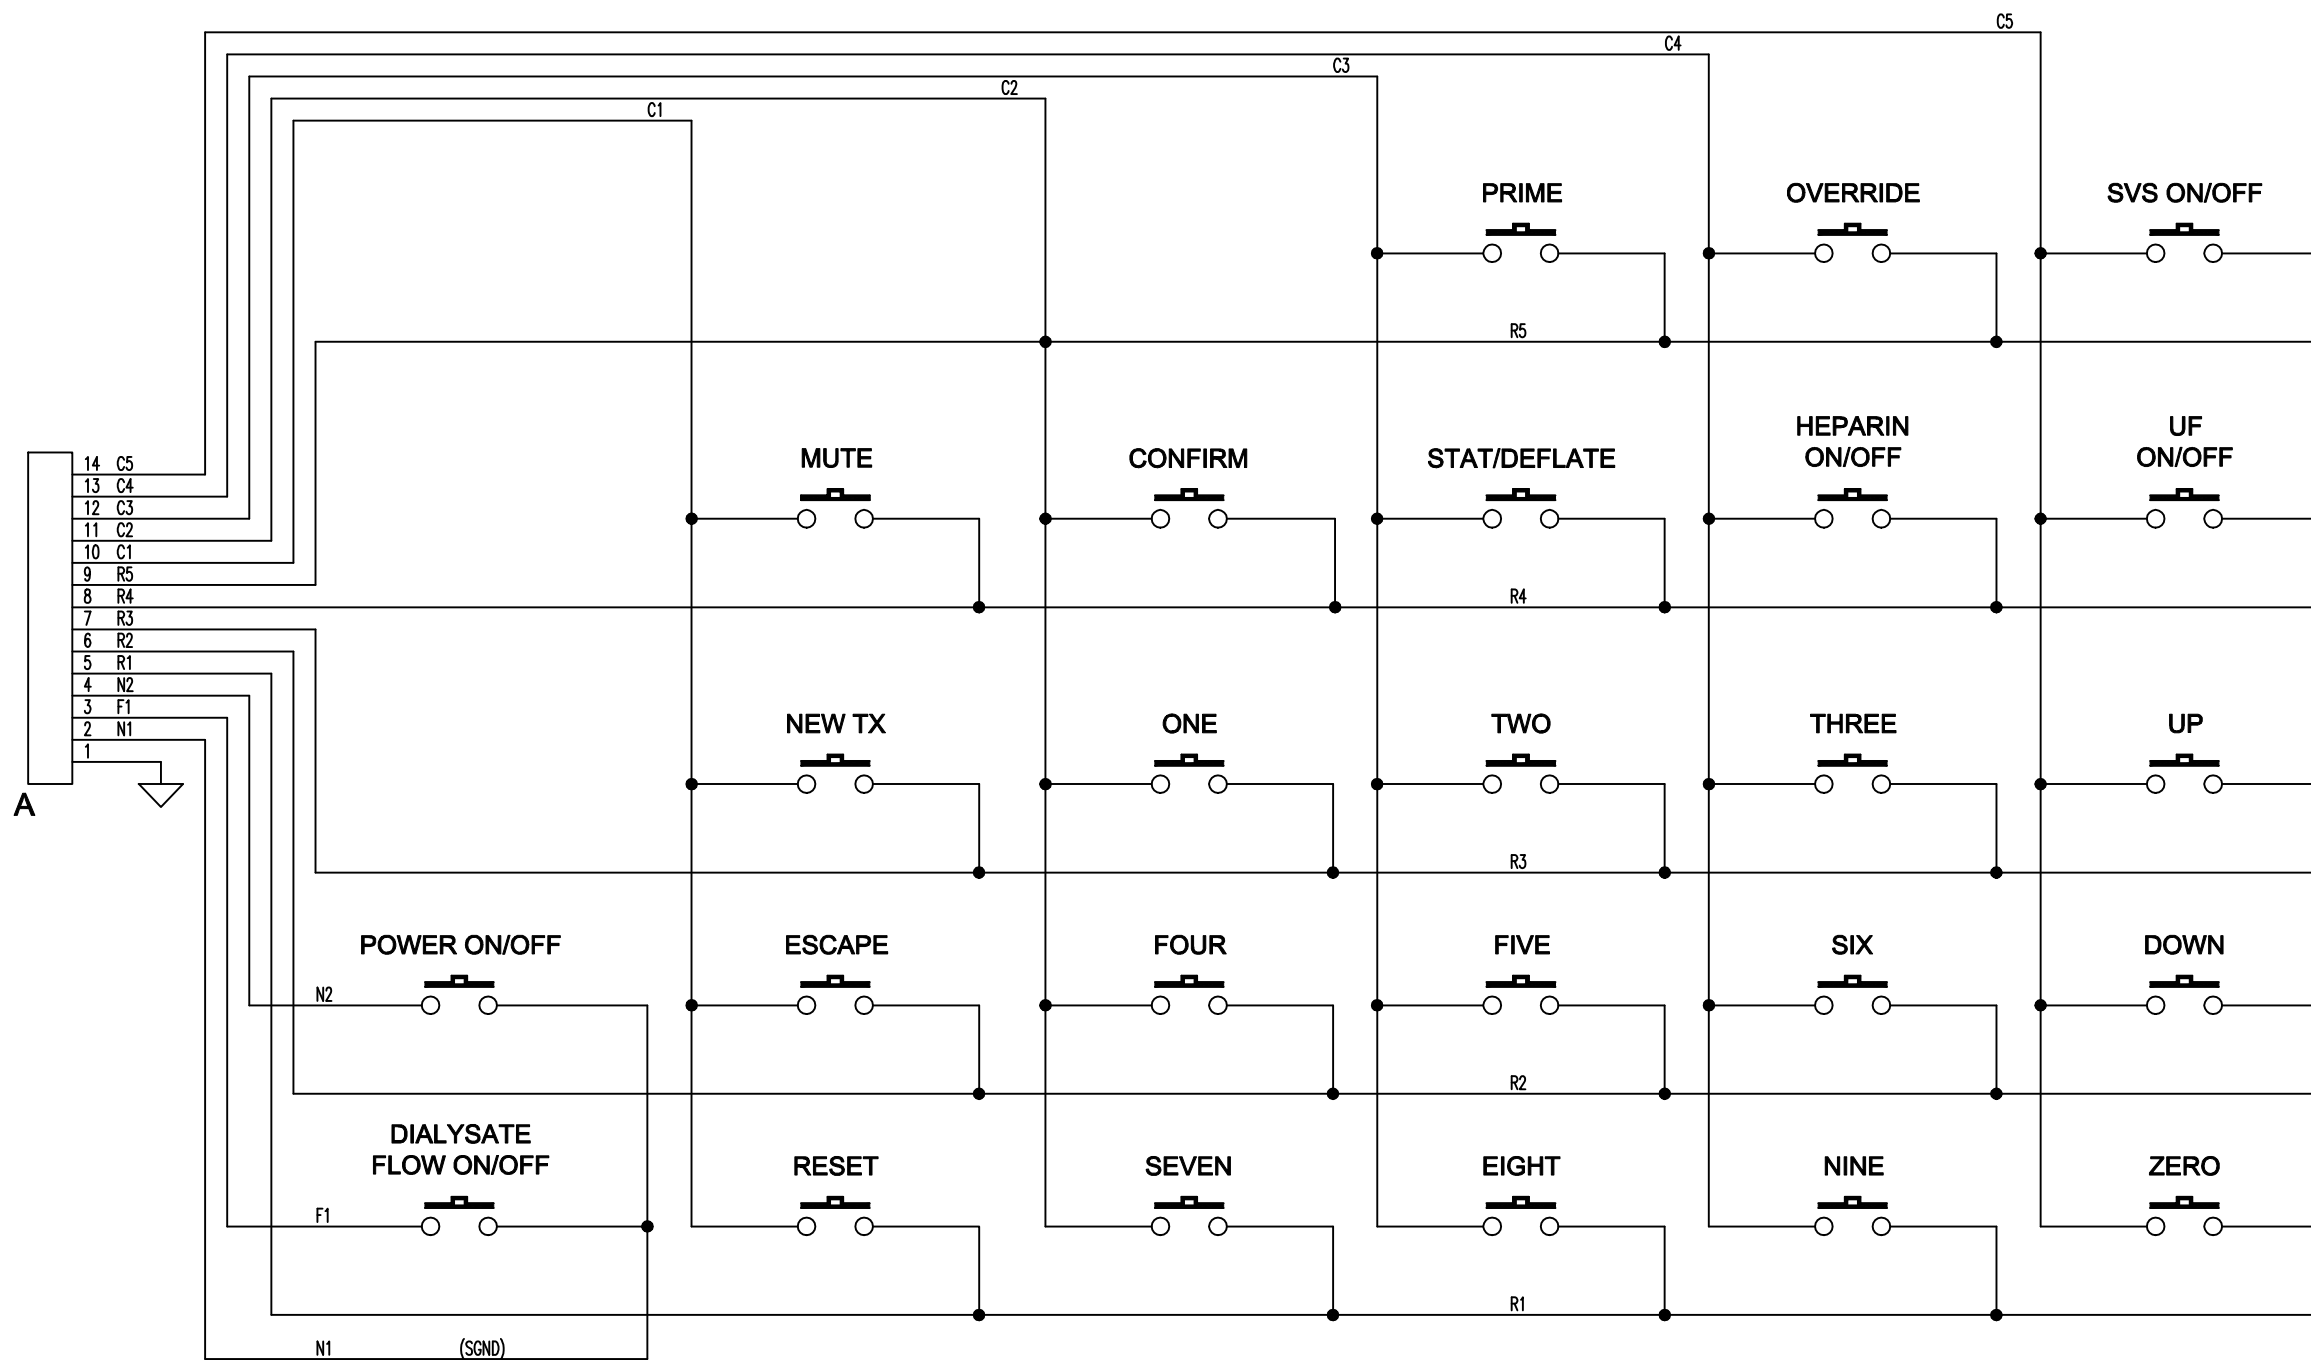 C5
C4
C3
C2
C1
PRIME OVERRIDE SVS ON/OFF
R5
MUTE CONFIRM STAT/DEFLATE HEPARIN ON/OFF UF ON/OFF
14 C5
13 C4
12 C3
11 C2
10 C1
9 R5
8 R4
R4
7 R3
6 R2
5 R1
4 N2
3 F1
2 N1
1
A
NEW TX ONE TWO THREE UP
R3
POWER ON/OFF ESCAPE FOUR FIVE SIX DOWN
N2
R2
DIALYSATE
FLOW ON/OFF RESET SEVEN EIGHT NINE ZERO
F1
R1
N1 (SGND)